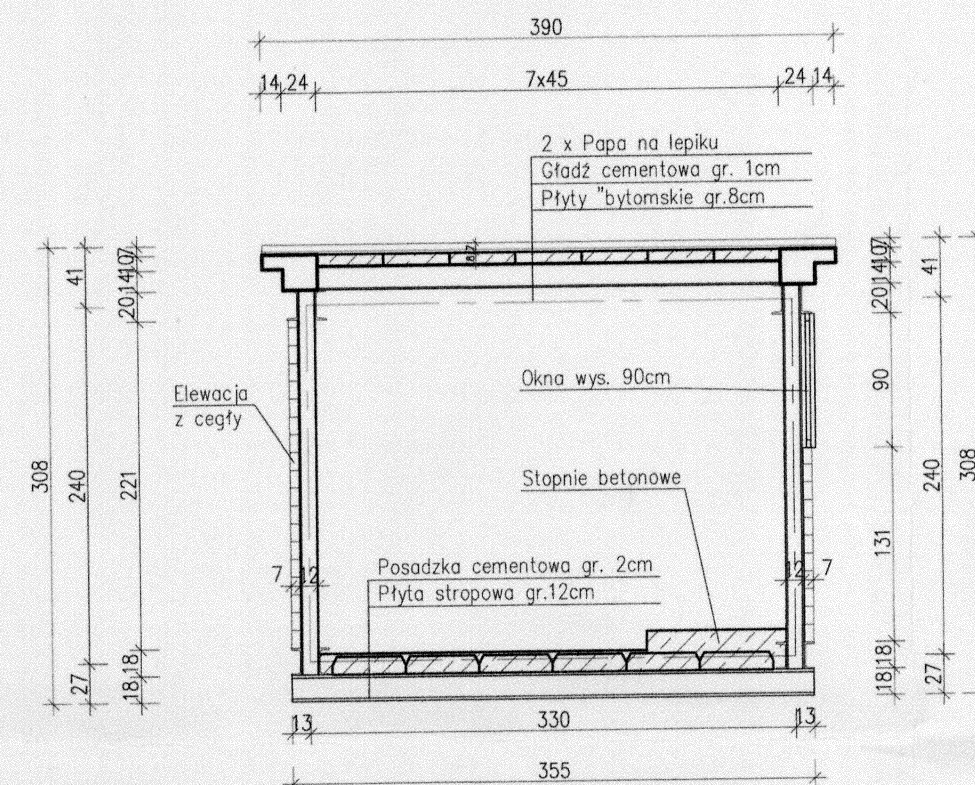 390
14 24 7x45 24 14
2 x Papa na lepiku
Gładź cementowa gr. 1cm
Płyty "bytomskie gr.8cm
41
20 14 10 7
8 7
7 10 14 20
41
Elewacja
z cegły
Okna wys. 90cm
90
308
240
221
Stopnie betonowe
131
240
308
7 12
Posadzka cementowa gr. 2cm
Płyta stropowa gr.12cm
12 7
27
18 18
18 18
27
13 330 13
355